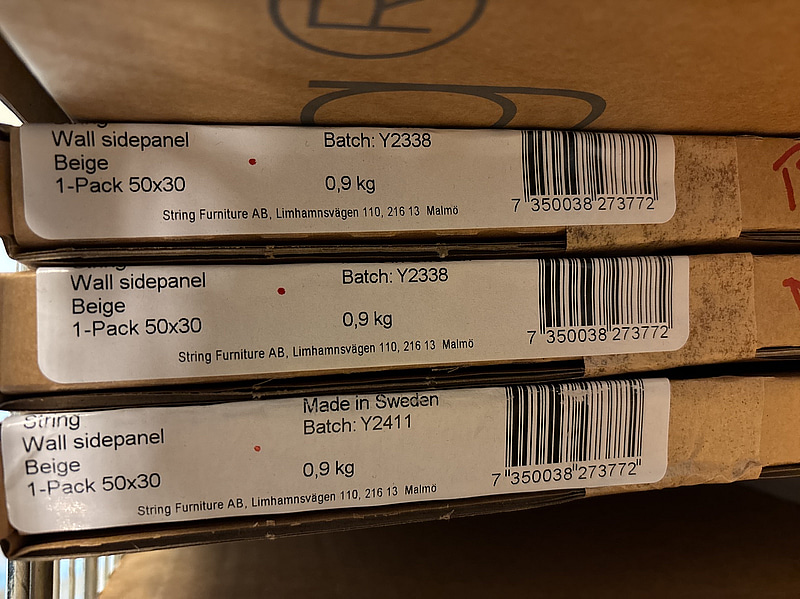 ®
g
Wall sidepanel
Beige
1-Pack 50x30
Batch: Y2338
0,9 kg
String Furniture AB, Limhamnsvägen 110, 216 13 Malmö
7 350038 273772
Wall sidepanel
Beige
1-Pack 50x30
Batch: Y2338
0,9 kg
String Furniture AB, Limhamnsvägen 110, 216 13 Malmö
7 350038 273772
String
Wall sidepanel
Beige
1-Pack 50x30
Made in Sweden
Batch: Y2411
0,9 kg
String Furniture AB, Limhamnsvägen 110, 216 13 Malmö
7 350038 273772